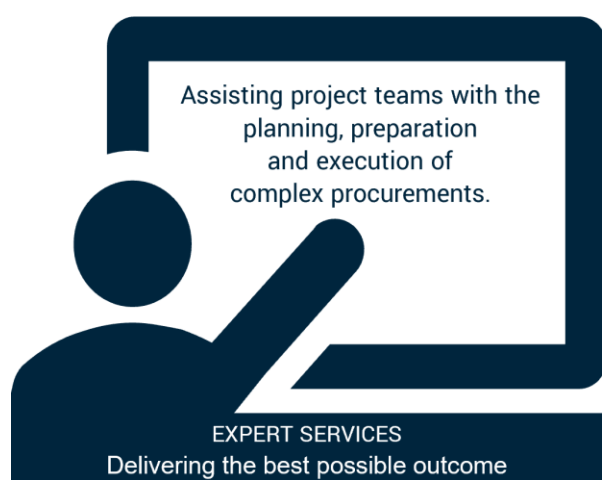 Assisting project teams with the
planning, preparation
and execution of
complex procurements.
EXPERT SERVICES
Delivering the best possible outcome